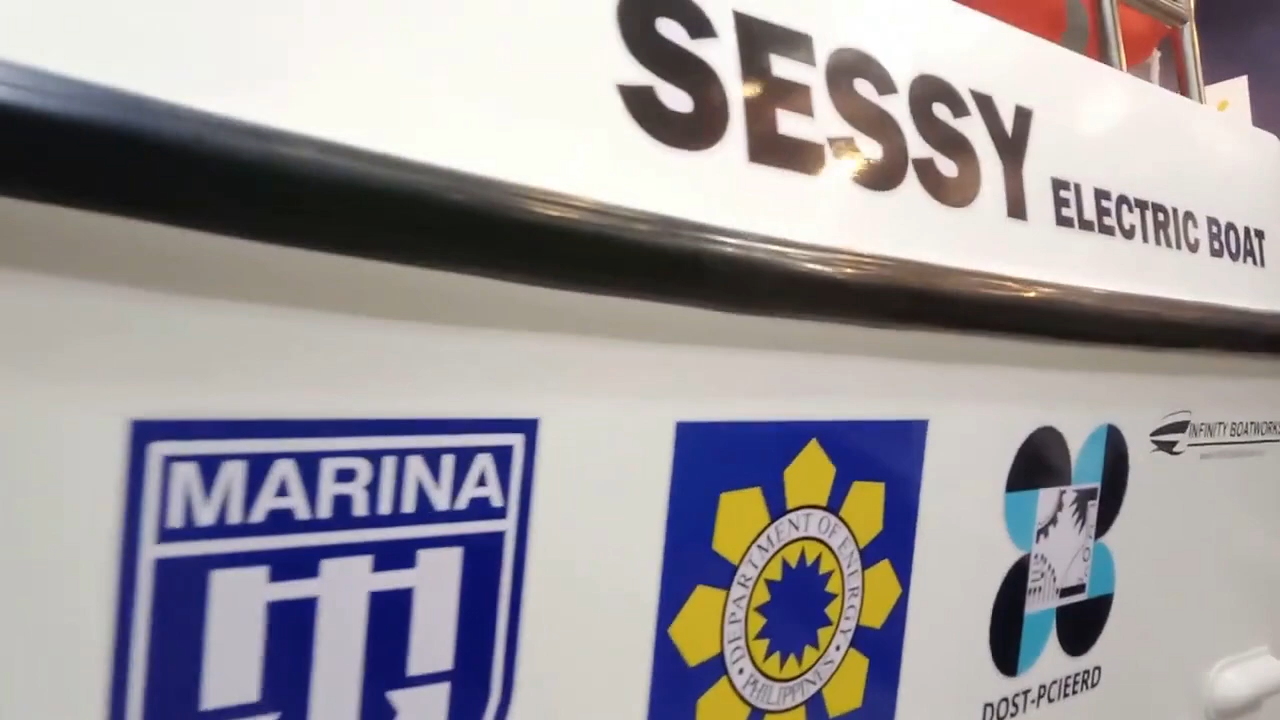 SESSY
ELECTRIC BOAT
MARINA
DEPARTMENT OF ENERGY
PHILIPPINES
DOST-PCIEERD
INFINITY BOATWORKS